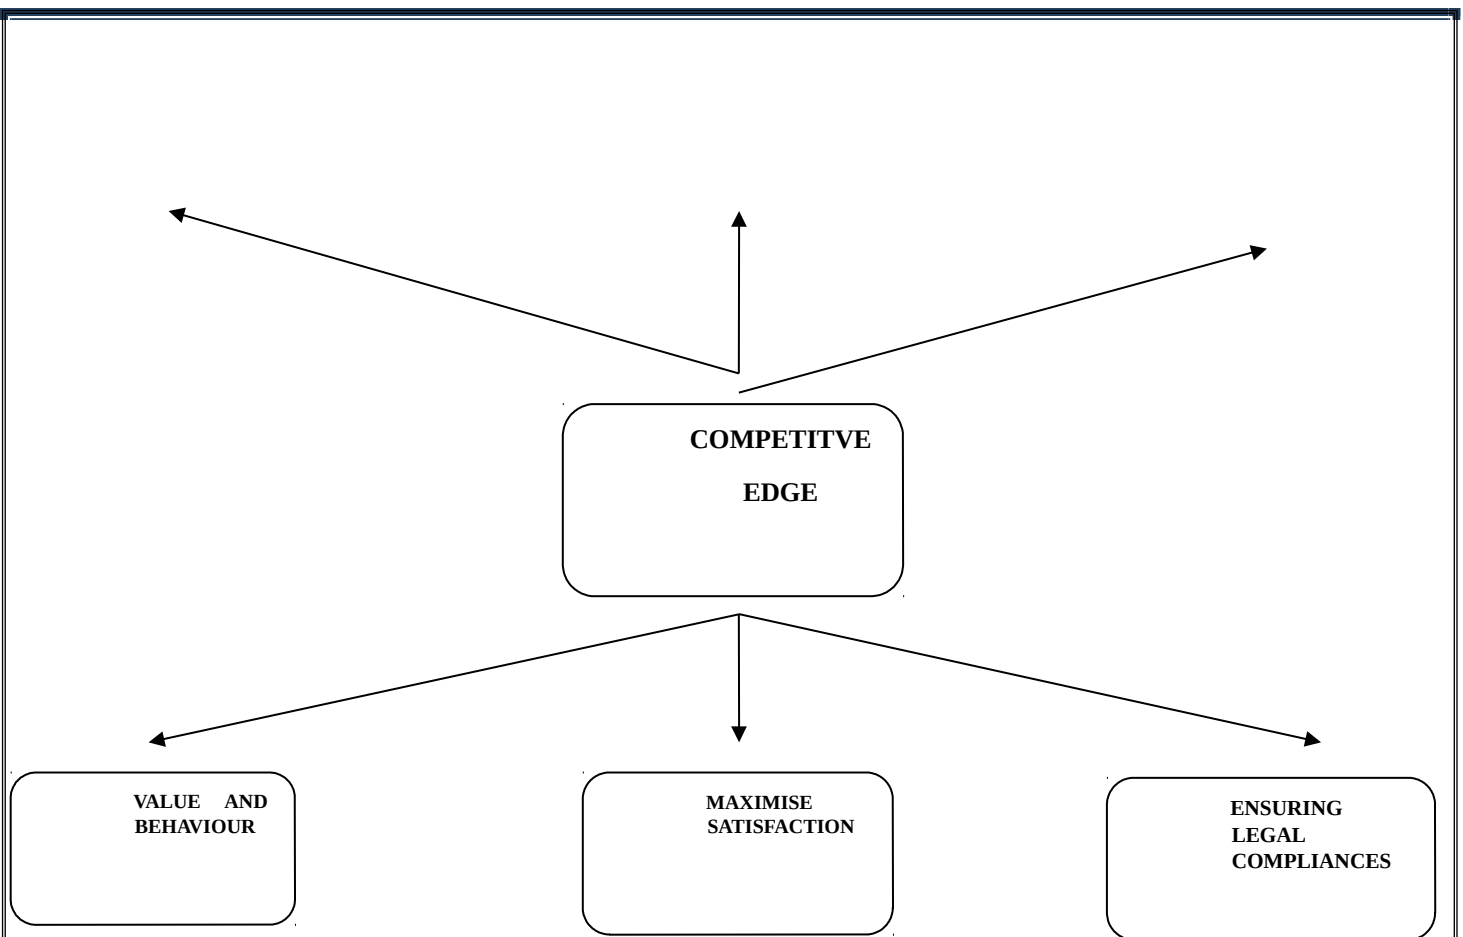 COMPETITVE
EDGE
VALUE AND
BEHAVIOUR
MAXIMISE
SATISFACTION
ENSURING
LEGAL
COMPLIANCES